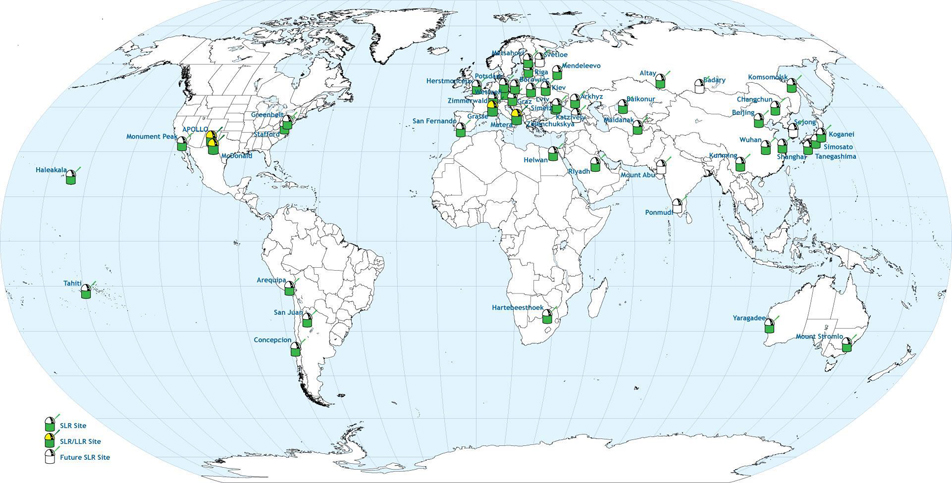 Metsahovi
Svetloe
Riga
Mendeleevo
Herstmonceux
Potsdam
Borowiec
Kiev
Altay
Badary
Komsomolsk
Zimmerwald
Graz
Lviv
Simeiz
Arkhyz
Baikonur
Changchun
Greenbelt
Grasse
Katzively
Beijing
San Fernando
Matera
Maidanak
Sejong
APOLLO
Stafford
Monument Peak
Koganei
Wuhan
Simosato
McDonald
Helwan
Kunming
Shanghai
Tanegashima
Haleakala
Riyadh
Mount Abu
Ponmudi
Tahiti
Arequipa
San Juan
Hartebeesthoek
Yaragadee
Concepcion
Mount Stromlo
SLR Site
SLR/LLR Site
Future SLR Site